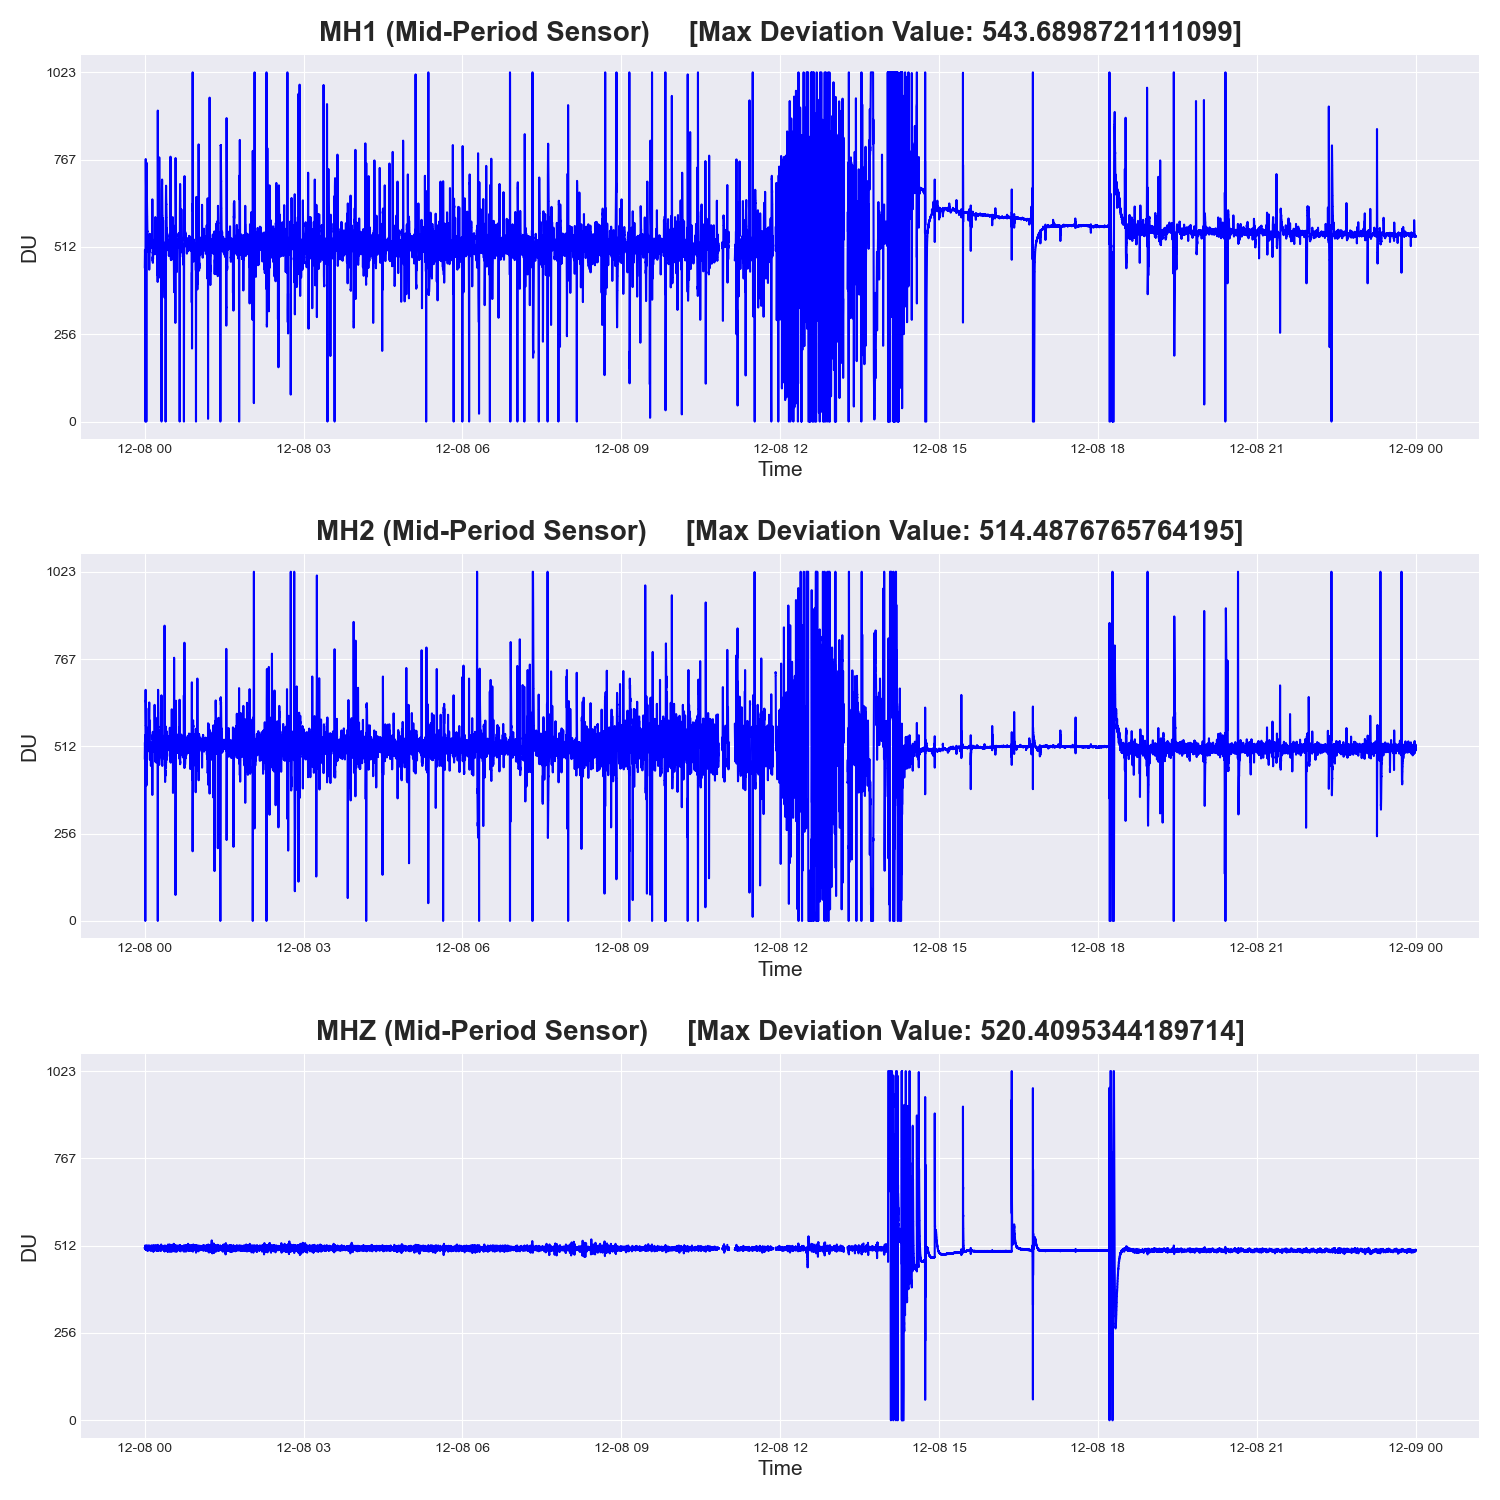 MH1 (Mid-Period Sensor) [Max Deviation Value: 543.6898721111099]
1023
767
512
256
0
DU
12-08 00 12-08 03 12-08 06 12-08 09 12-08 12 12-08 15 12-08 18 12-08 21 12-09 00
Time
MH2 (Mid-Period Sensor) [Max Deviation Value: 514.4876765764195]
1023
767
512
256
0
DU
12-08 00 12-08 03 12-08 06 12-08 09 12-08 12 12-08 15 12-08 18 12-08 21 12-09 00
Time
MHZ (Mid-Period Sensor) [Max Deviation Value: 520.4095344189714]
1023
767
512
256
0
DU
12-08 00 12-08 03 12-08 06 12-08 09 12-08 12 12-08 15 12-08 18 12-08 21 12-09 00
Time